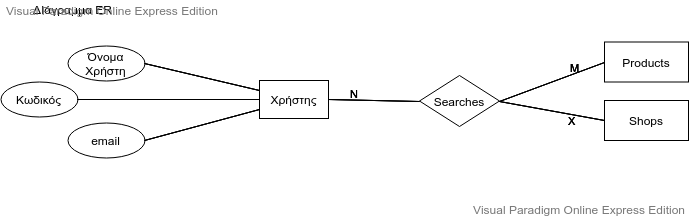 Διάγραμμα ER
Visual Paradigm Online Express Edition
Όνομα
Χρήστη
Κωδικός
email
Χρήστης
N
Searches
M
X
Products
Shops
Visual Paradigm Online Express Edition